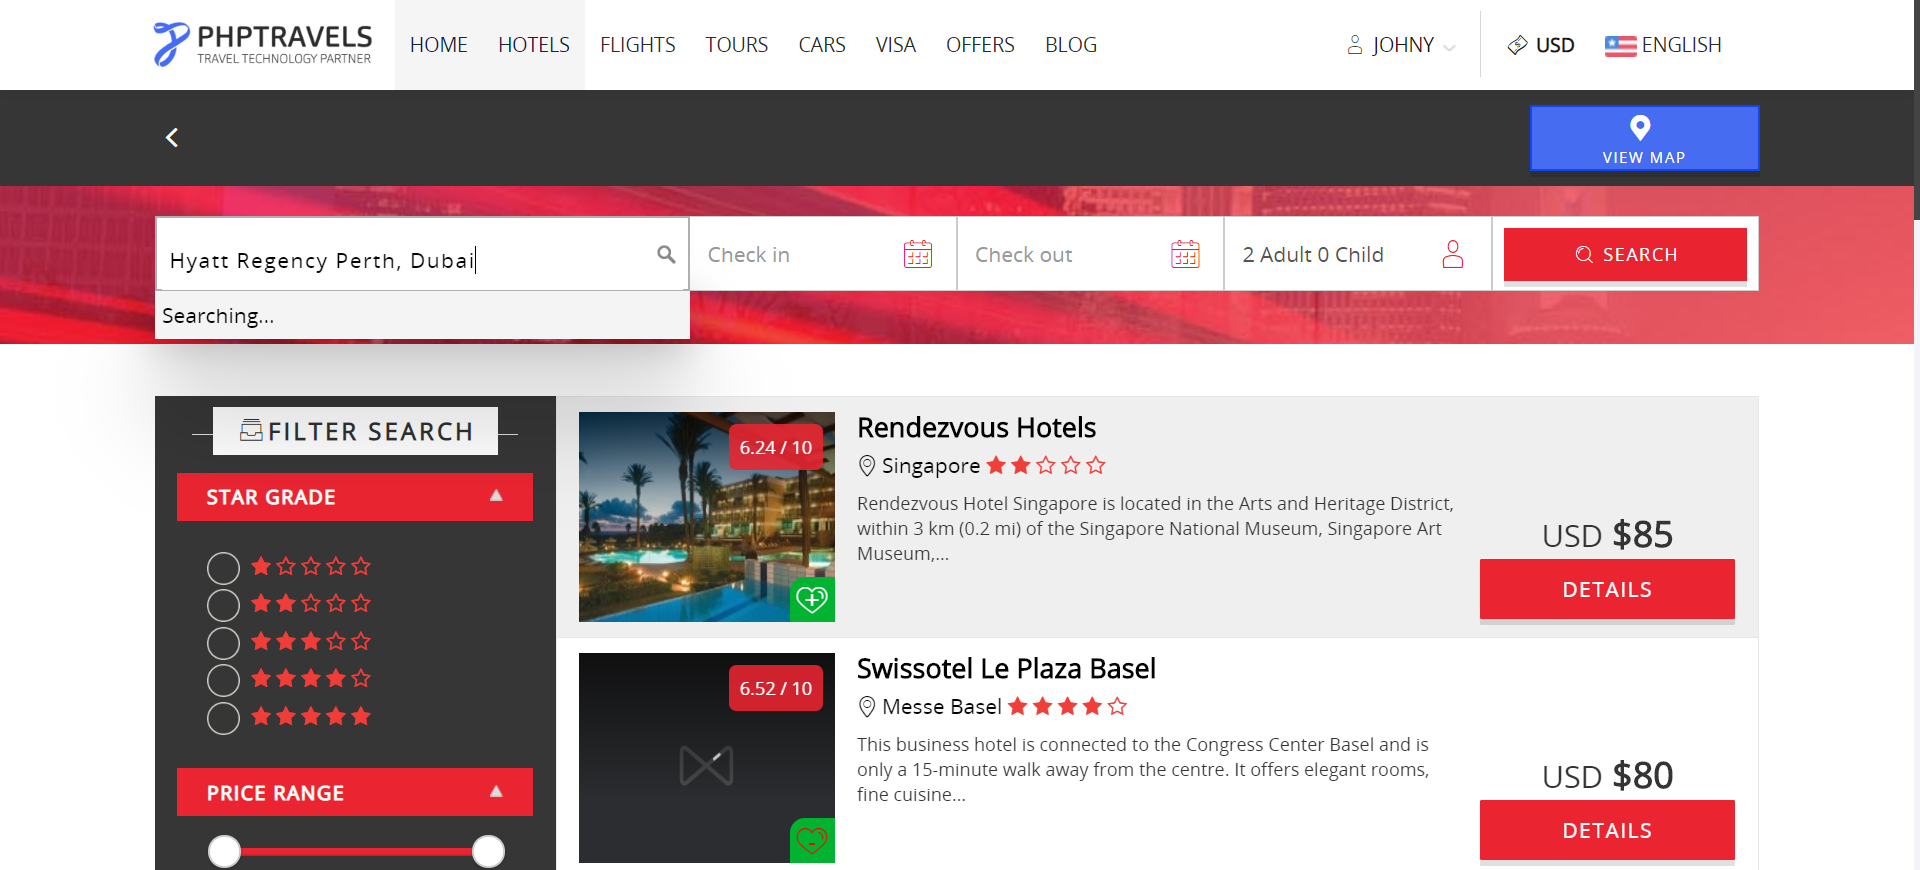 PHPTRAVELS
TRAVEL TECHNOLOGY PARTNER
HOME HOTELS FLIGHTS TOURS CARS VISA OFFERS BLOG
JOHNY USD ENGLISH
VIEW MAP
Hyatt Regency Perth, Dubai
Check in
Check out
2 Adult 0 Child
SEARCH
Searching...
FILTER SEARCH
STAR GRADE
PRICE RANGE
6.24 / 10
Rendezvous Hotels
Singapore
Rendezvous Hotel Singapore is located in the Arts and Heritage District,
within 3 km (0.2 mi) of the Singapore National Museum, Singapore Art
Museum,...
USD $85
DETAILS
6.52 / 10
Swissotel Le Plaza Basel
Messe Basel
This business hotel is connected to the Congress Center Basel and is
only a 15-minute walk away from the centre. It offers elegant rooms,
fine cuisine...
USD $80
DETAILS